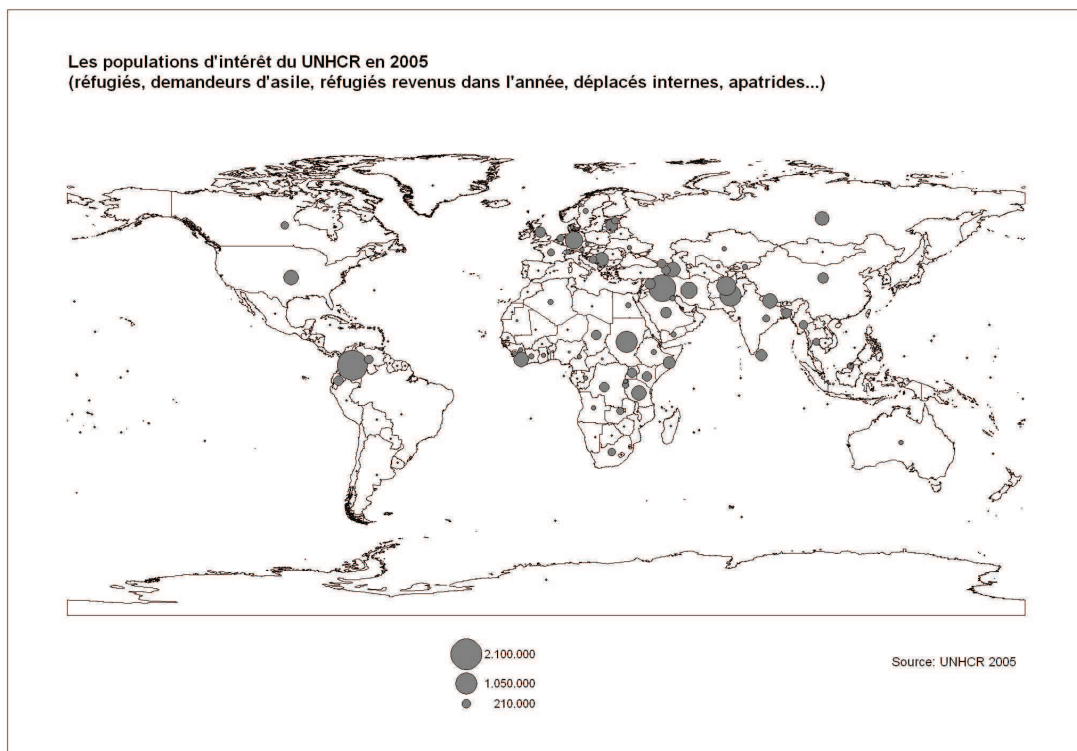 Les populations d'intérêt du UNHCR en 2005
(réfugiés, demandeurs d'asile, réfugiés revenus dans l'année, déplacés internes, apatrides...)
2.100.000
1.050.000
210.000
Source: UNHCR 2005